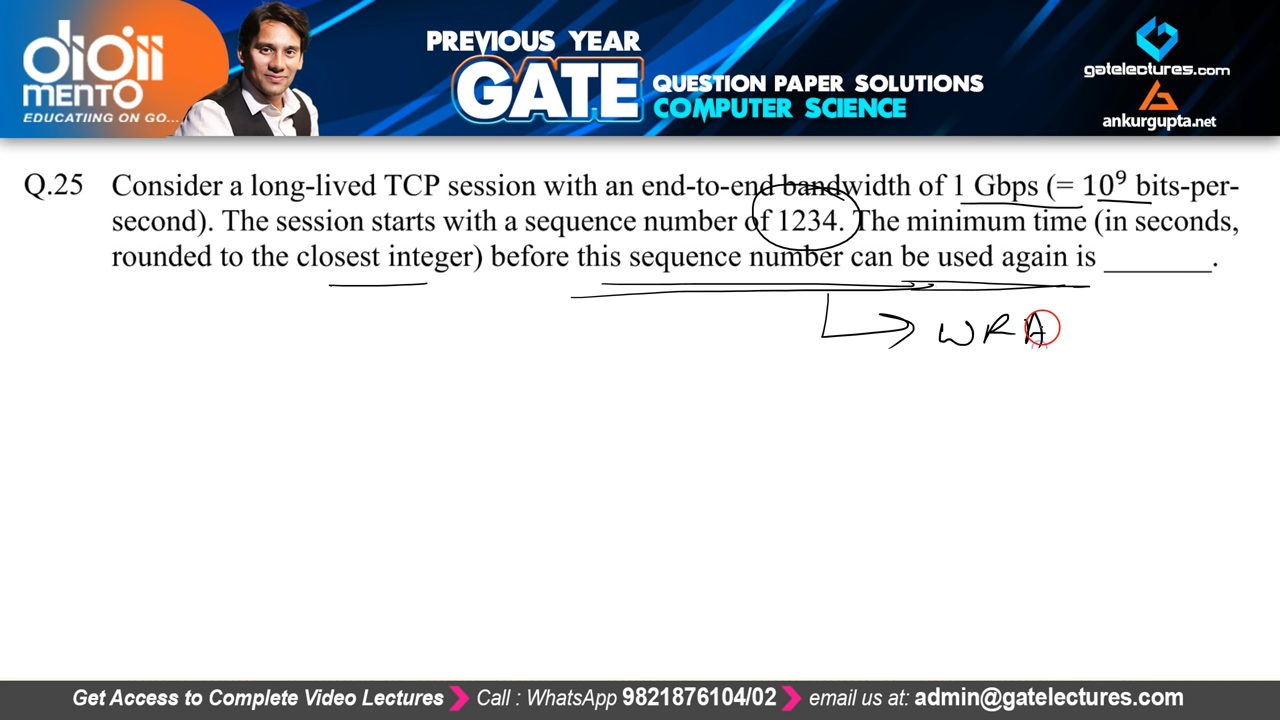 digiimento
EDUCATIING ON GO...
PREVIOUS YEAR
GATE
QUESTION PAPER SOLUTIONS
COMPUTER SCIENCE
gatelectures.com
ankurgupta.net
Q.25 Consider a long-lived TCP session with an end-to-end bandwidth of 1 Gbps (= 10⁹ bits-per-
second). The session starts with a sequence number of 1234. The minimum time (in seconds,
rounded to the closest integer) before this sequence number can be used again is ________.
WRA
Get Access to Complete Video Lectures Call : WhatsApp 9821876104/02 email us at: admin@gatelectures.com